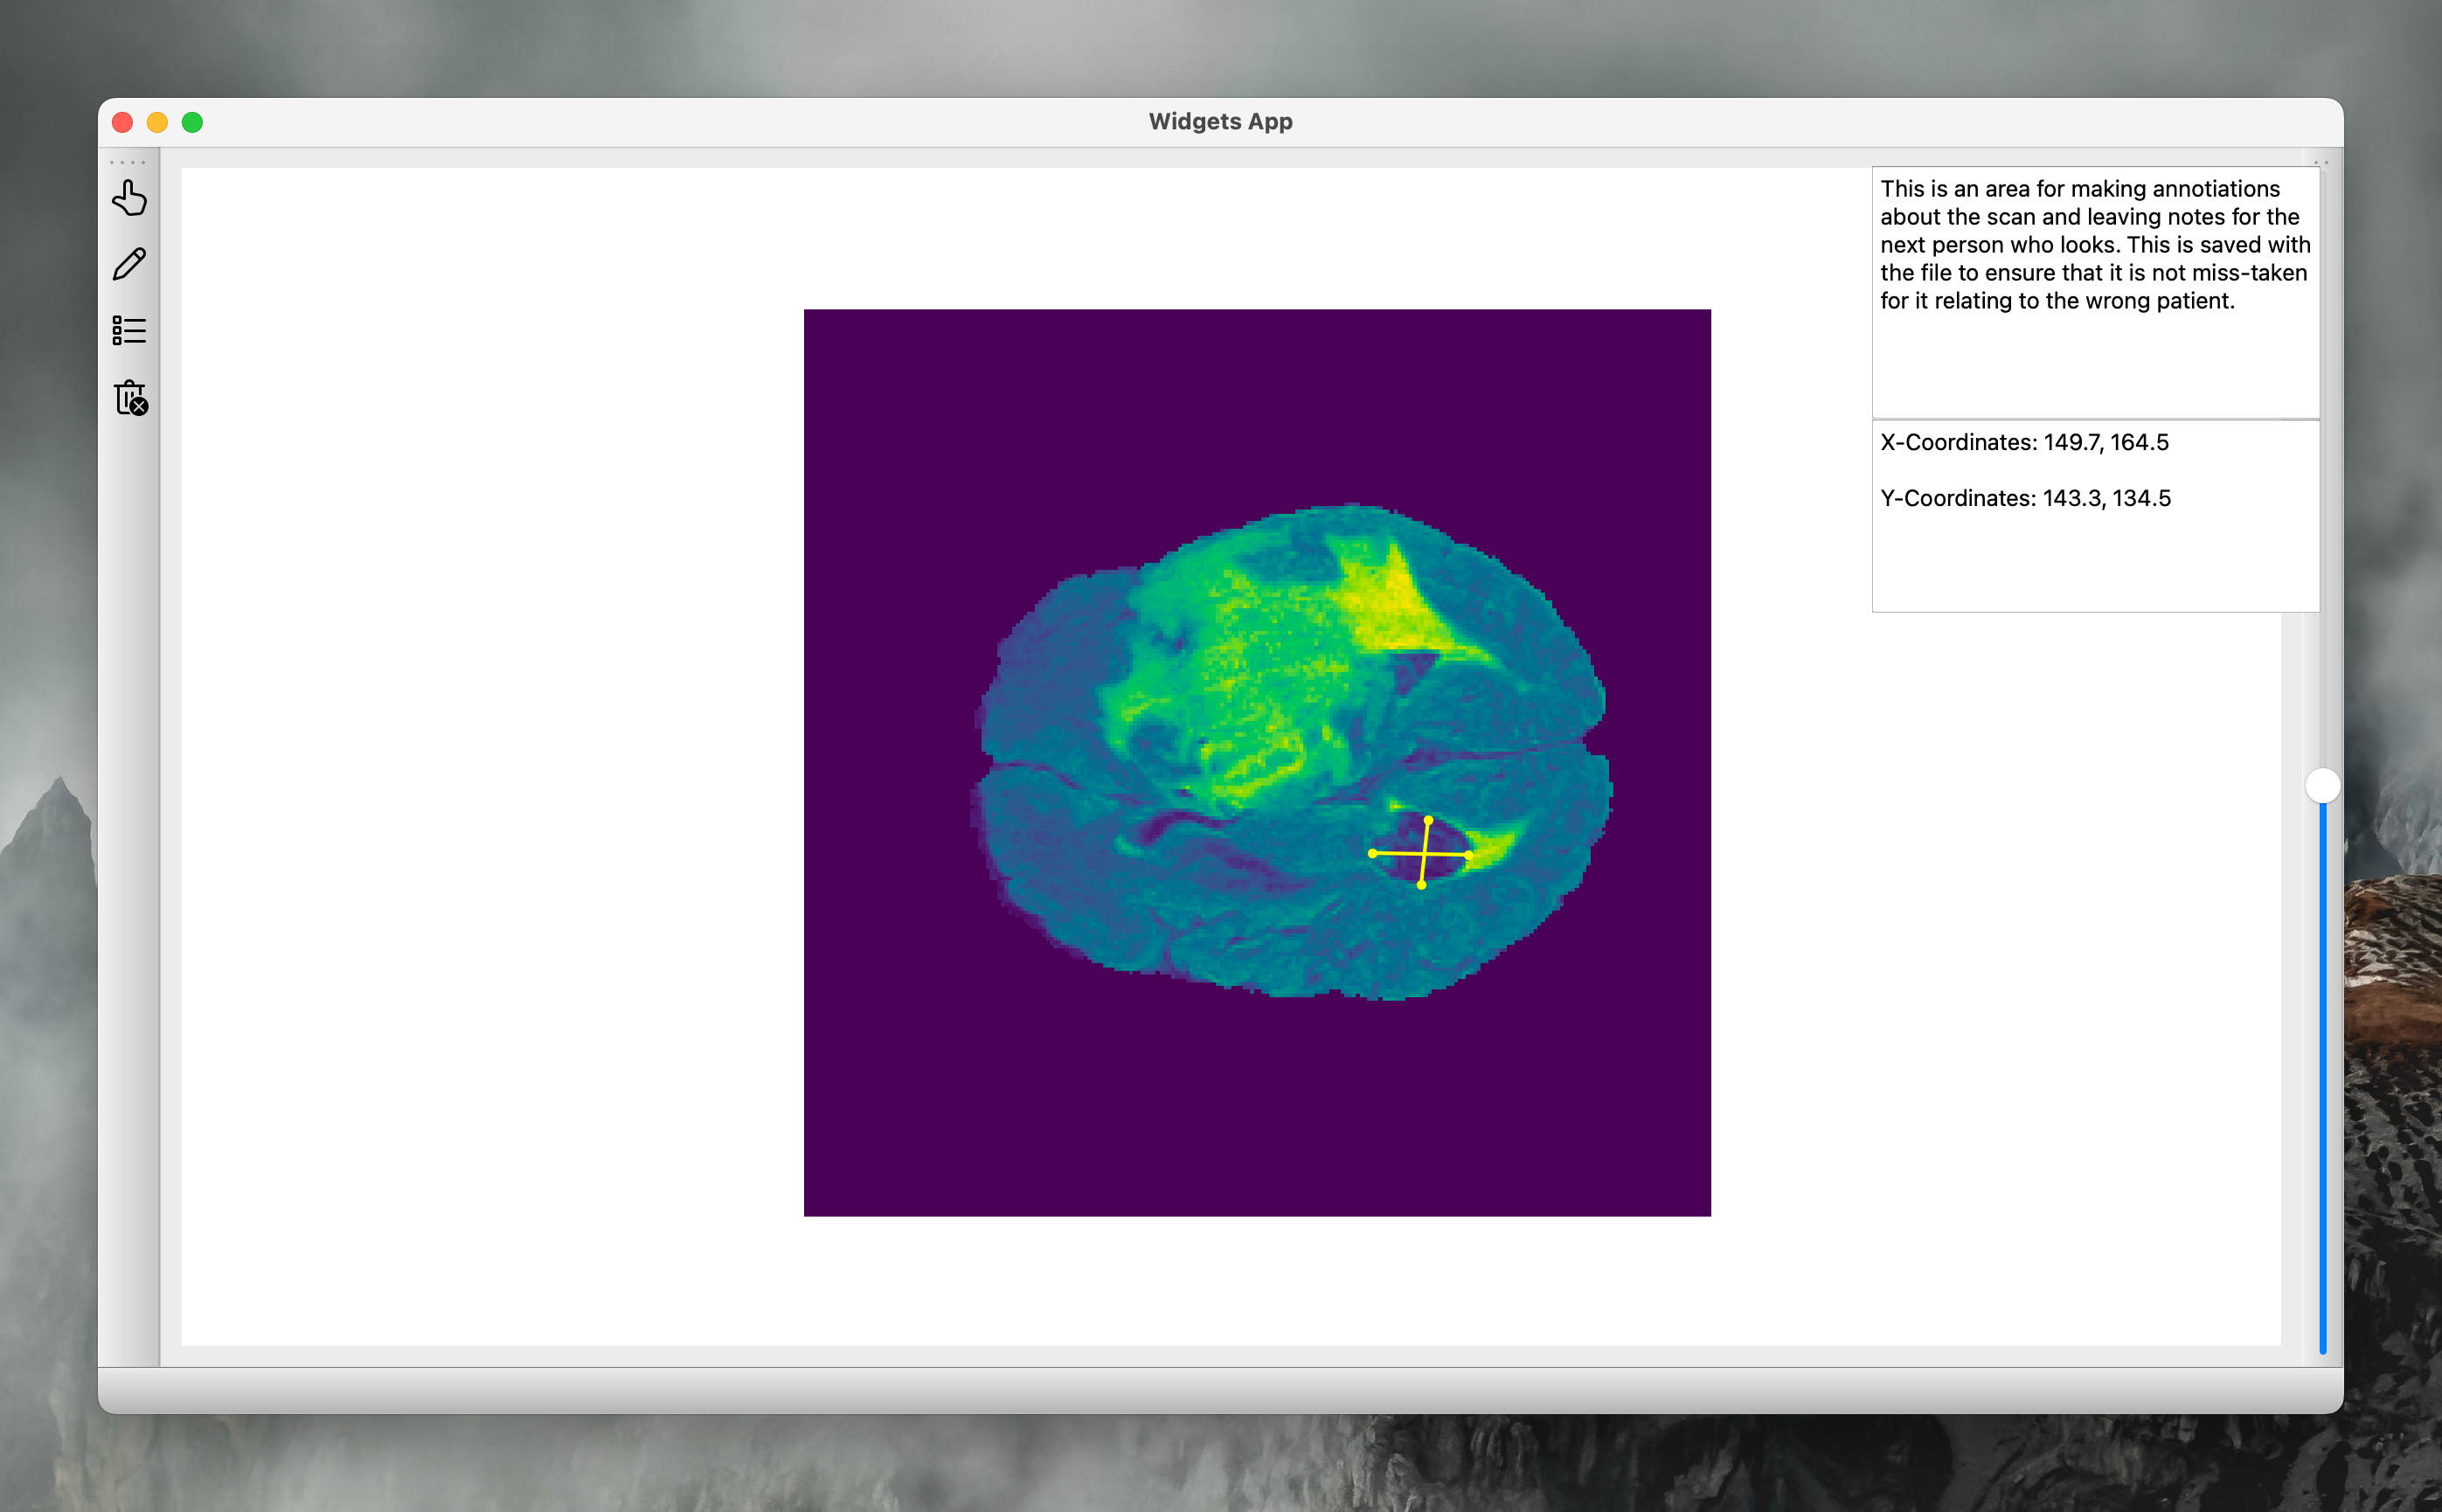 Widgets App
This is an area for making annotiations
about the scan and leaving notes for the
next person who looks. This is saved with
the file to ensure that it is not miss-taken
for it relating to the wrong patient.
X-Coordinates: 149.7, 164.5
Y-Coordinates: 143.3, 134.5